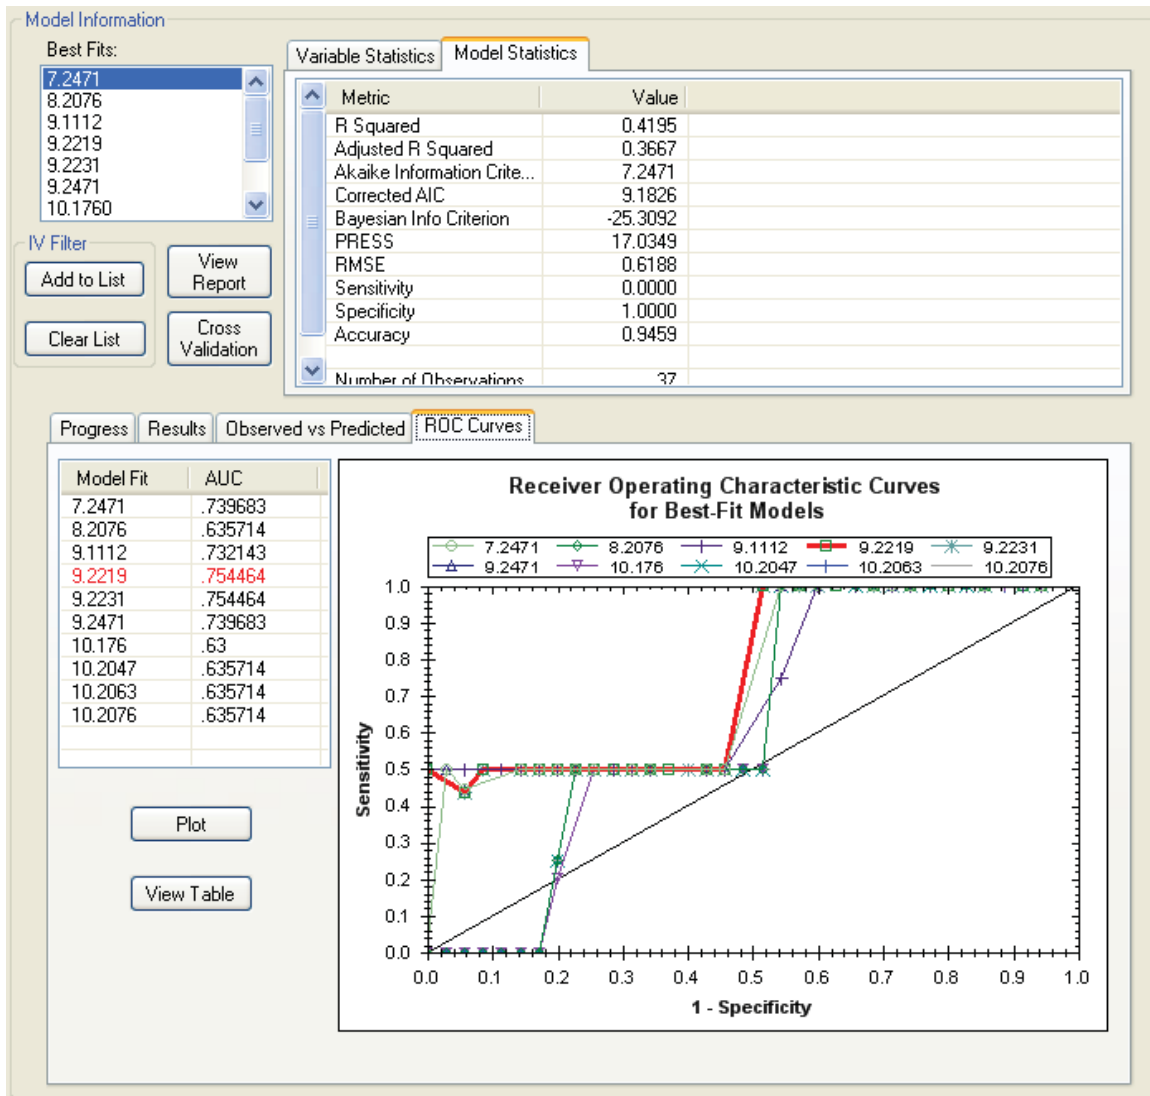 Model Information
Best Fits:
7.2471
8.2076
9.1112
9.2219
9.2231
9.2471
10.1760
IV Filter
Add to List
Clear List
View Report
Cross Validation
Variable Statistics Model Statistics
Metric Value
R Squared 0.4195
Adjusted R Squared 0.3667
Akaike Information Crite... 7.2471
Corrected AIC 9.1826
Bayesian Info Criterion -25.3092
PRESS 17.0349
RMSE 0.6188
Sensitivity 0.0000
Specificity 1.0000
Accuracy 0.9459
Number of Observations 37
Progress Results Observed vs Predicted ROC Curves
Model Fit AUC
7.2471 .739683
8.2076 .635714
9.1112 .732143
9.2219 .754464
9.2231 .754464
9.2471 .739683
10.176 .63
10.2047 .635714
10.2063 .635714
10.2076 .635714
Plot
View Table
Receiver Operating Characteristic Curves
for Best-Fit Models
7.2471 8.2076 9.1112 9.2219 9.2231
9.2471 10.176 10.2047 10.2063 10.2076
Sensitivity
1.0
0.9
0.8
0.7
0.6
0.5
0.4
0.3
0.2
0.1
0.0
0.0 0.1 0.2 0.3 0.4 0.5 0.6 0.7 0.8 0.9 1.0
1 - Specificity